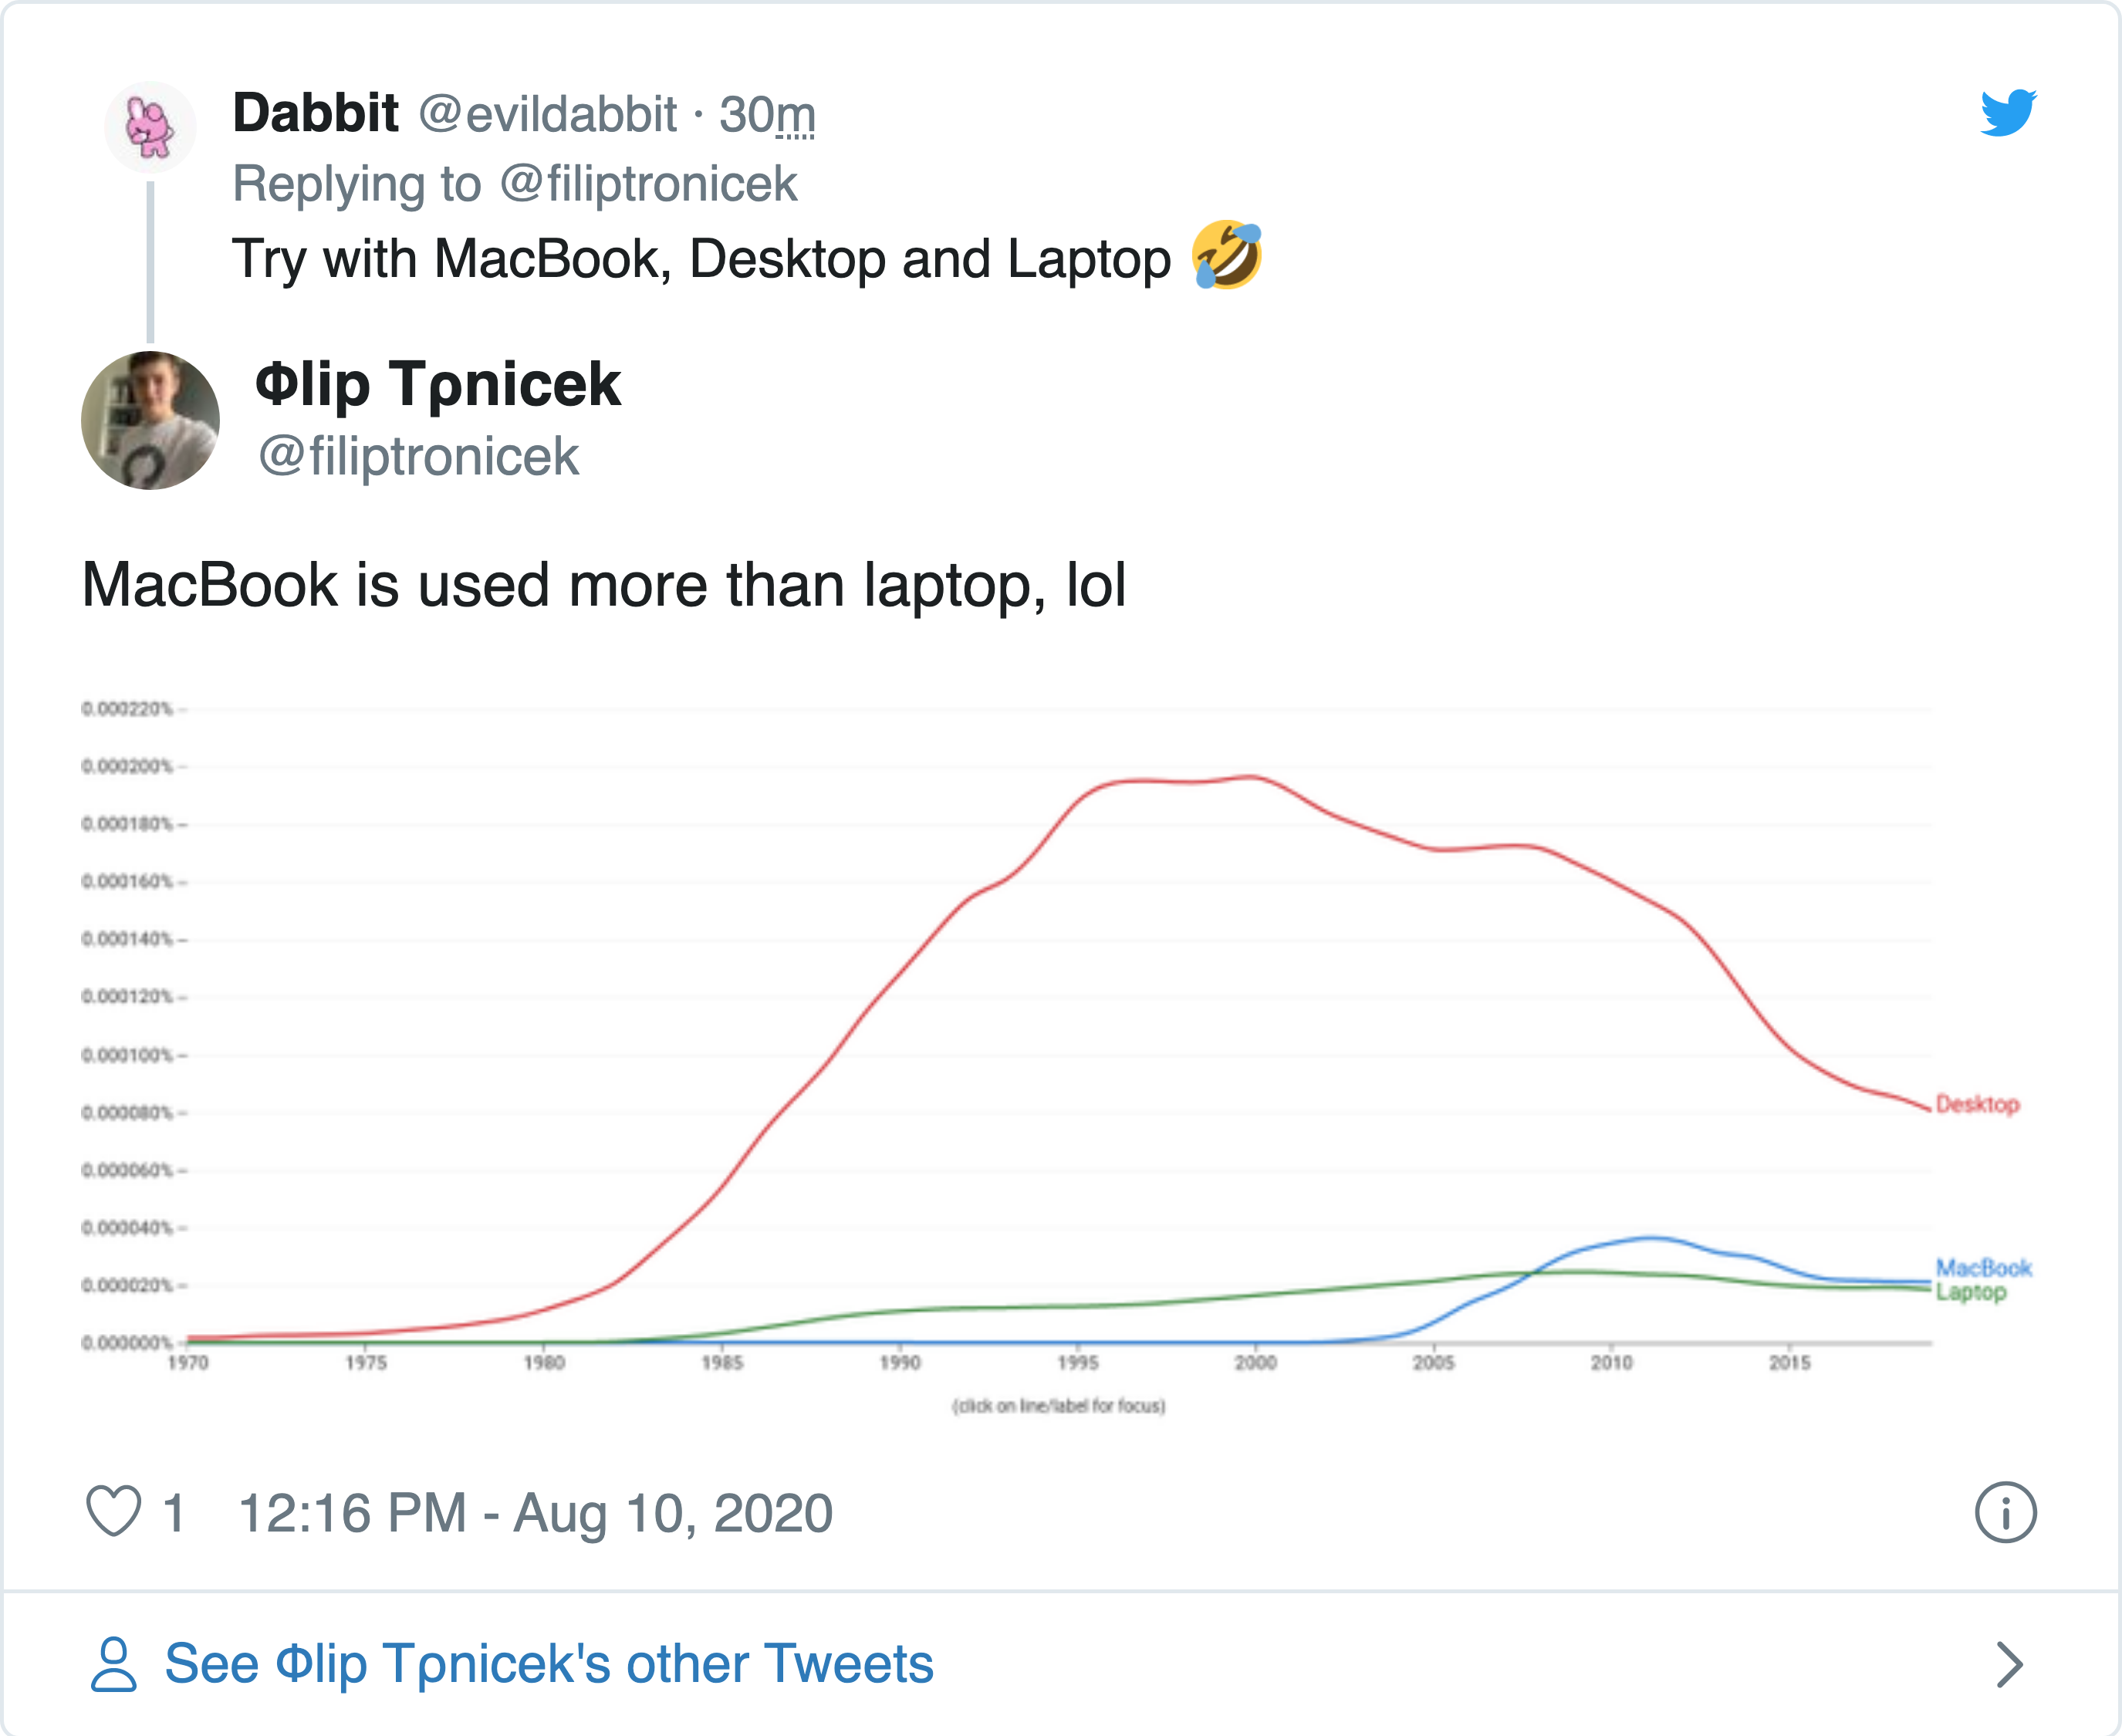 Dabbit @evildabbit · 30m
Replying to @filiptronicek
Try with MacBook, Desktop and Laptop 🤣
Φlip Tρnicek
@filiptronicek
MacBook is used more than laptop, lol
0.000220%
0.000200%
0.000180%
0.000160%
0.000140%
0.000120%
0.000100%
0.000080%
0.000060%
0.000040%
0.000020%
0.000000%
Desktop
MacBook
Laptop
1970 1975 1980 1985 1990 1995 2000 2005 2010 2015
(click on line/label for focus)
1 12:16 PM - Aug 10, 2020
See Φlip Tρnicek's other Tweets